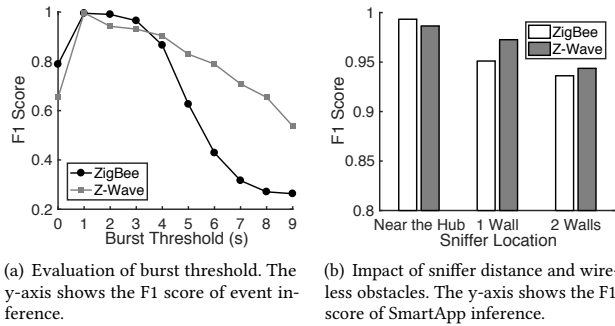 1
0.8
0.6
0.4
0.2
F1 Score
ZigBee
Z-Wave
0 1 2 3 4 5 6 7 8 9
Burst Threshold (s)
(a) Evaluation of burst threshold. The
y-axis shows the F1 score of event in-
ference.
1
0.95
0.9
0.85
0.8
F1 Score
ZigBee
Z-Wave
Near the Hub 1 Wall 2 Walls
Sniffer Location
(b) Impact of sniffer distance and wire-
less obstacles. The y-axis shows the F1
score of SmartApp inference.